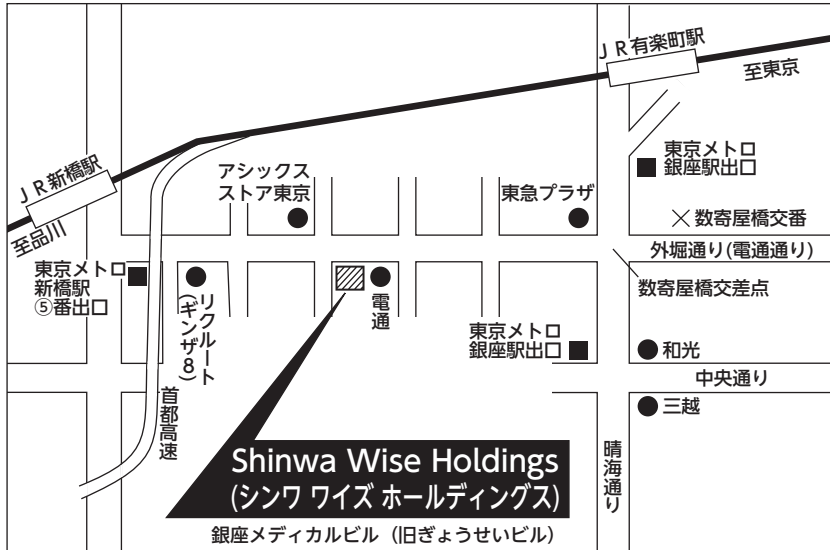 ＪＲ有楽町駅
至東京
東京メトロ
銀座駅出口
ＪＲ新橋駅
至品川
アシックス
ストア東京
東急プラザ
数寄屋橋交番
外堀通り(電通通り)
東京メトロ
新橋駅
⑤番出口
リクルート
(ギンザ8)
電通
数寄屋橋交差点
東京メトロ
銀座駅出口
和光
中央通り
三越
首都高速
晴海通り
Shinwa Wise Holdings
(シンワ ワイズ ホールディングス)
銀座メディカルビル（旧ぎょうせいビル）